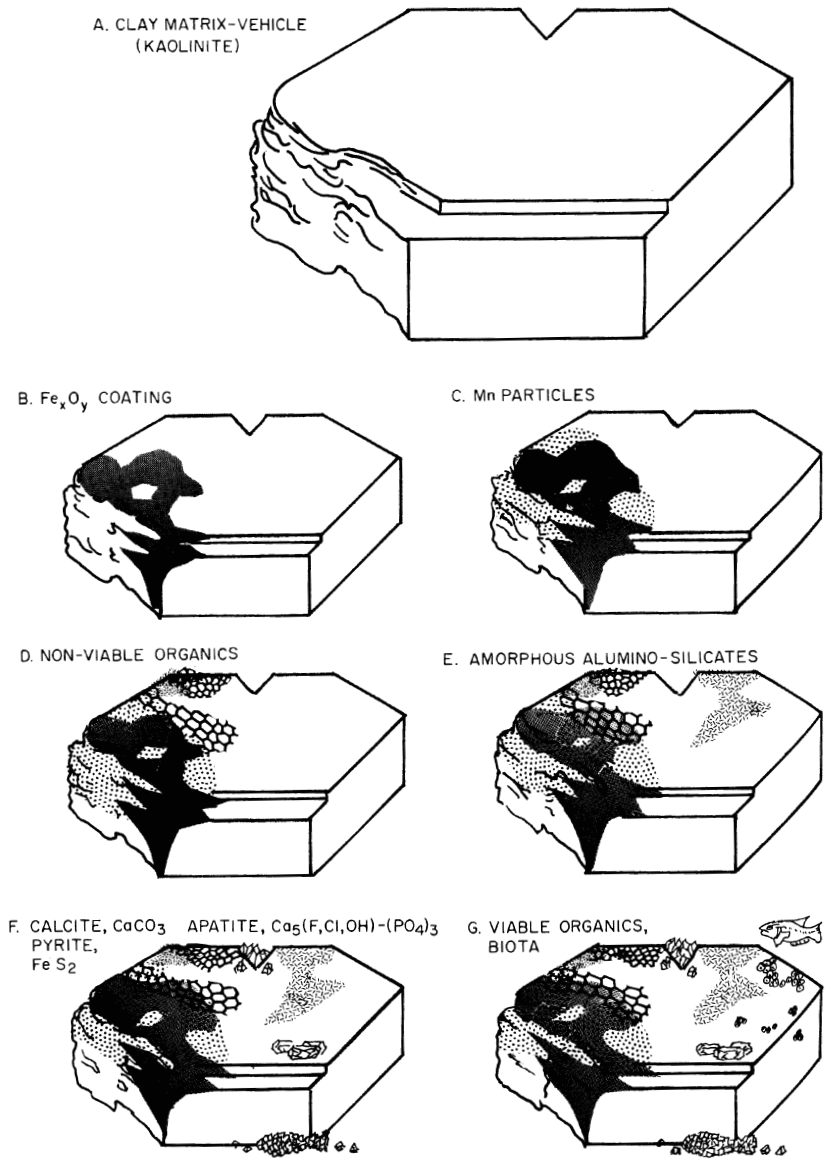 A. CLAY MATRIX-VEHICLE
(KAOLINITE)
B. FeₓOᵧ COATING
C. Mn PARTICLES
D. NON-VIABLE ORGANICS
E. AMORPHOUS ALUMINO-SILICATES
F. CALCITE, CaCO₃ APATITE, Ca₅(F,Cl,OH)-(PO₄)₃
PYRITE,
Fe S₂
G. VIABLE ORGANICS,
BIOTA